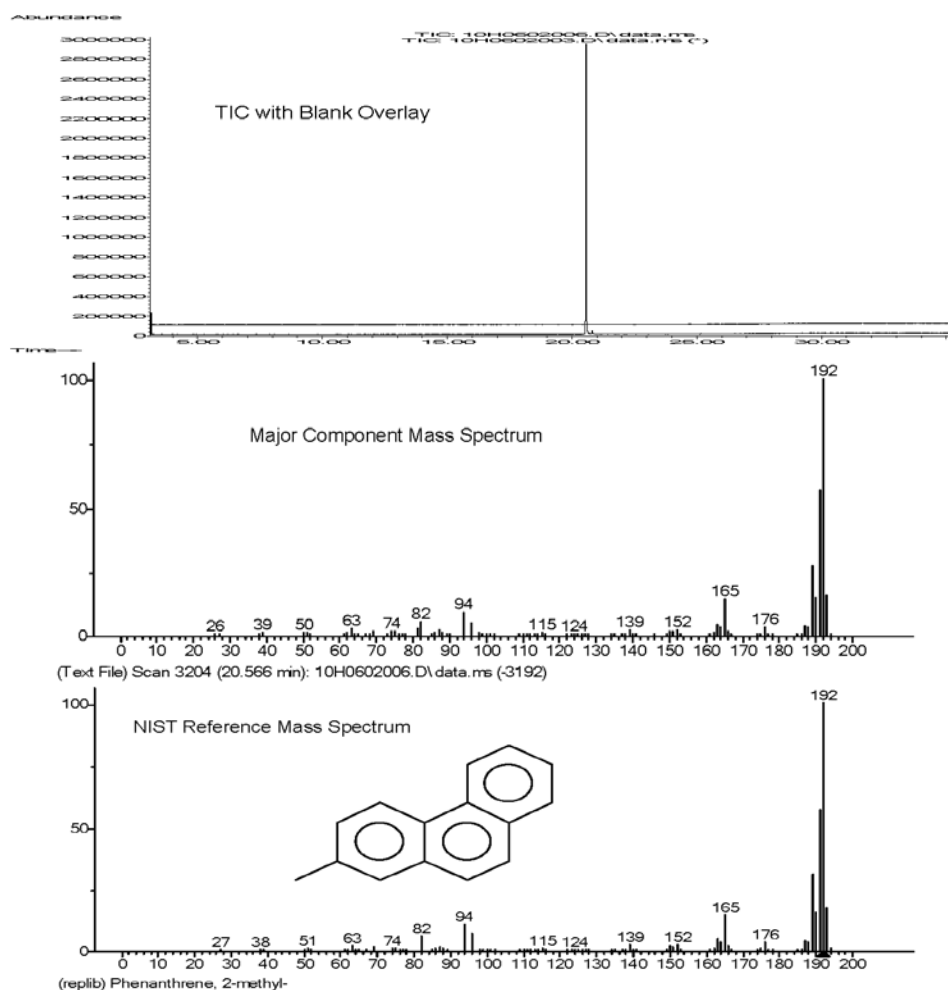 Abundance
TIC: 10H0602006.D\data.ms
TIC: 10H0602003.D\data.ms (*)
3000000
2800000
2600000
2400000
2200000
2000000
1800000
1600000
1400000
1200000
1000000
800000
600000
400000
200000
0
TIC with Blank Overlay
5.00 10.00 15.00 20.00 25.00 30.00
Time-->
100
50
0
Major Component Mass Spectrum
26 39 50 63 74 82 94 115 124 139 152 165 176 192
0 10 20 30 40 50 60 70 80 90 100 110 120 130 140 150 160 170 180 190 200
(Text File) Scan 3204 (20.566 min): 10H0602006.D\data.ms (-3192)
100
50
0
NIST Reference Mass Spectrum
27 38 51 63 74 82 94 115 124 139 152 165 176 192
0 10 20 30 40 50 60 70 80 90 100 110 120 130 140 150 160 170 180 190 200
(replib) Phenanthrene, 2-methyl-